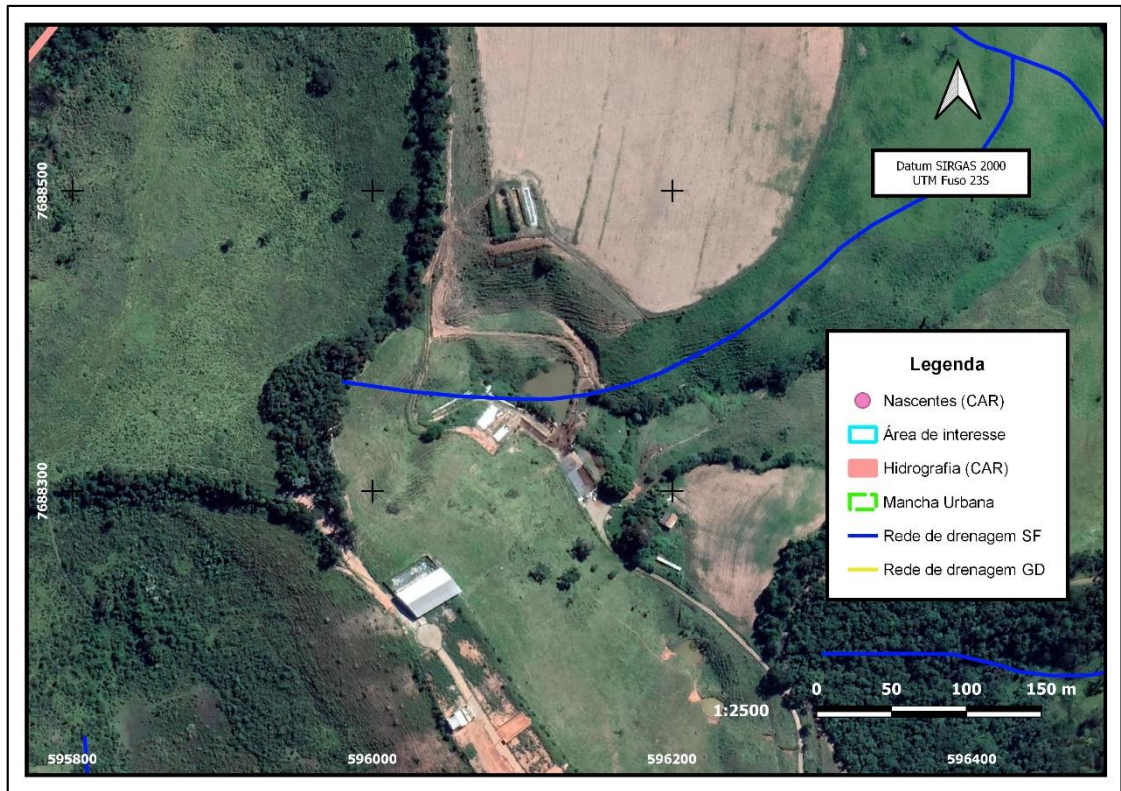 Datum SIRGAS 2000
UTM Fuso 23S
7688500
7688300
Legenda
Nascentes (CAR)
Área de interesse
Hidrografia (CAR)
Mancha Urbana
Rede de drenagem SF
Rede de drenagem GD
0 50 100 150 m
1:2500
595800 596000 596200 596400